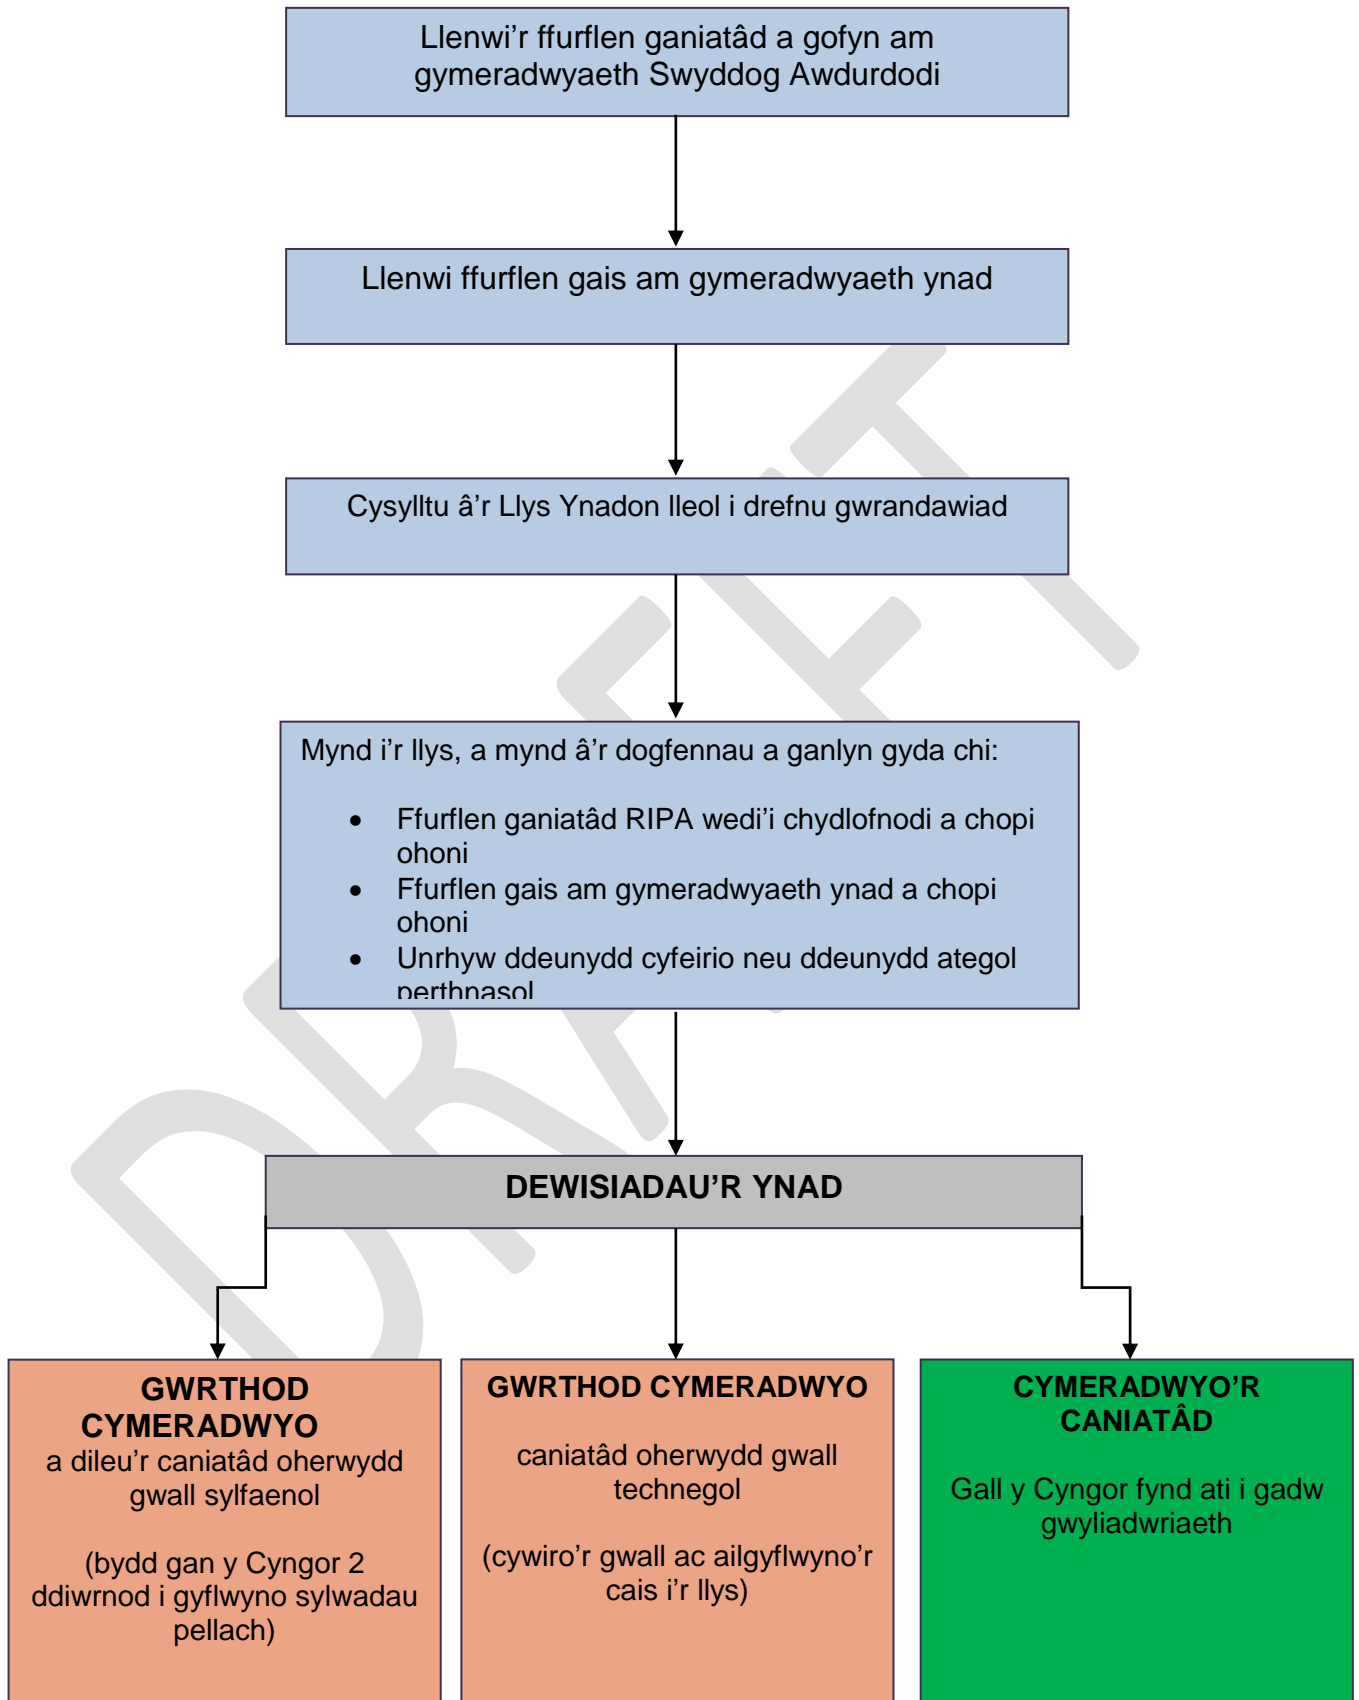 Llenwi’r ffurflen ganiatâd a gofyn am
gymeradwyaeth Swyddog Awdurdodi
Llenwi ffurflen gais am gymeradwyaeth ynad
Cysylltu â’r Llys Ynadon lleol i drefnu gwrandawiad
Mynd i’r llys, a mynd â’r dogfennau a ganlyn gyda chi:
• Ffurflen ganiatâd RIPA wedi’i chydlofnodi a chopi
ohoni
• Ffurflen gais am gymeradwyaeth ynad a chopi
ohoni
• Unrhyw ddeunydd cyfeirio neu ddeunydd ategol
perthnasol
DEWISIADAU’R YNAD
GWRTHOD
CYMERADWYO
a dileu’r caniatâd oherwydd
gwall sylfaenol
(bydd gan y Cyngor 2
ddiwrnod i gyflwyno sylwadau
pellach)
GWRTHOD CYMERADWYO
caniatâd oherwydd gwall
technegol
(cywiro’r gwall ac ailgyflwyno’r
cais i’r llys)
CYMERADWYO’R
CANIATÂD
Gall y Cyngor fynd ati i gadw
gwyliadwriaeth
DRAFT